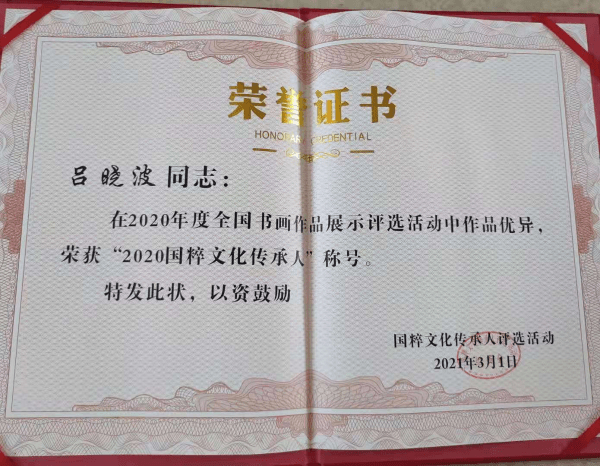 荣誉证书
HONORARY CREDENTIAL
吕晓波同志：
在2020年度全国书画作品展示评选活动中作品优异，
荣获“2020国粹文化传承人”称号。
特发此状，以资鼓励
国粹文化传承人评选活动
2021年3月1日